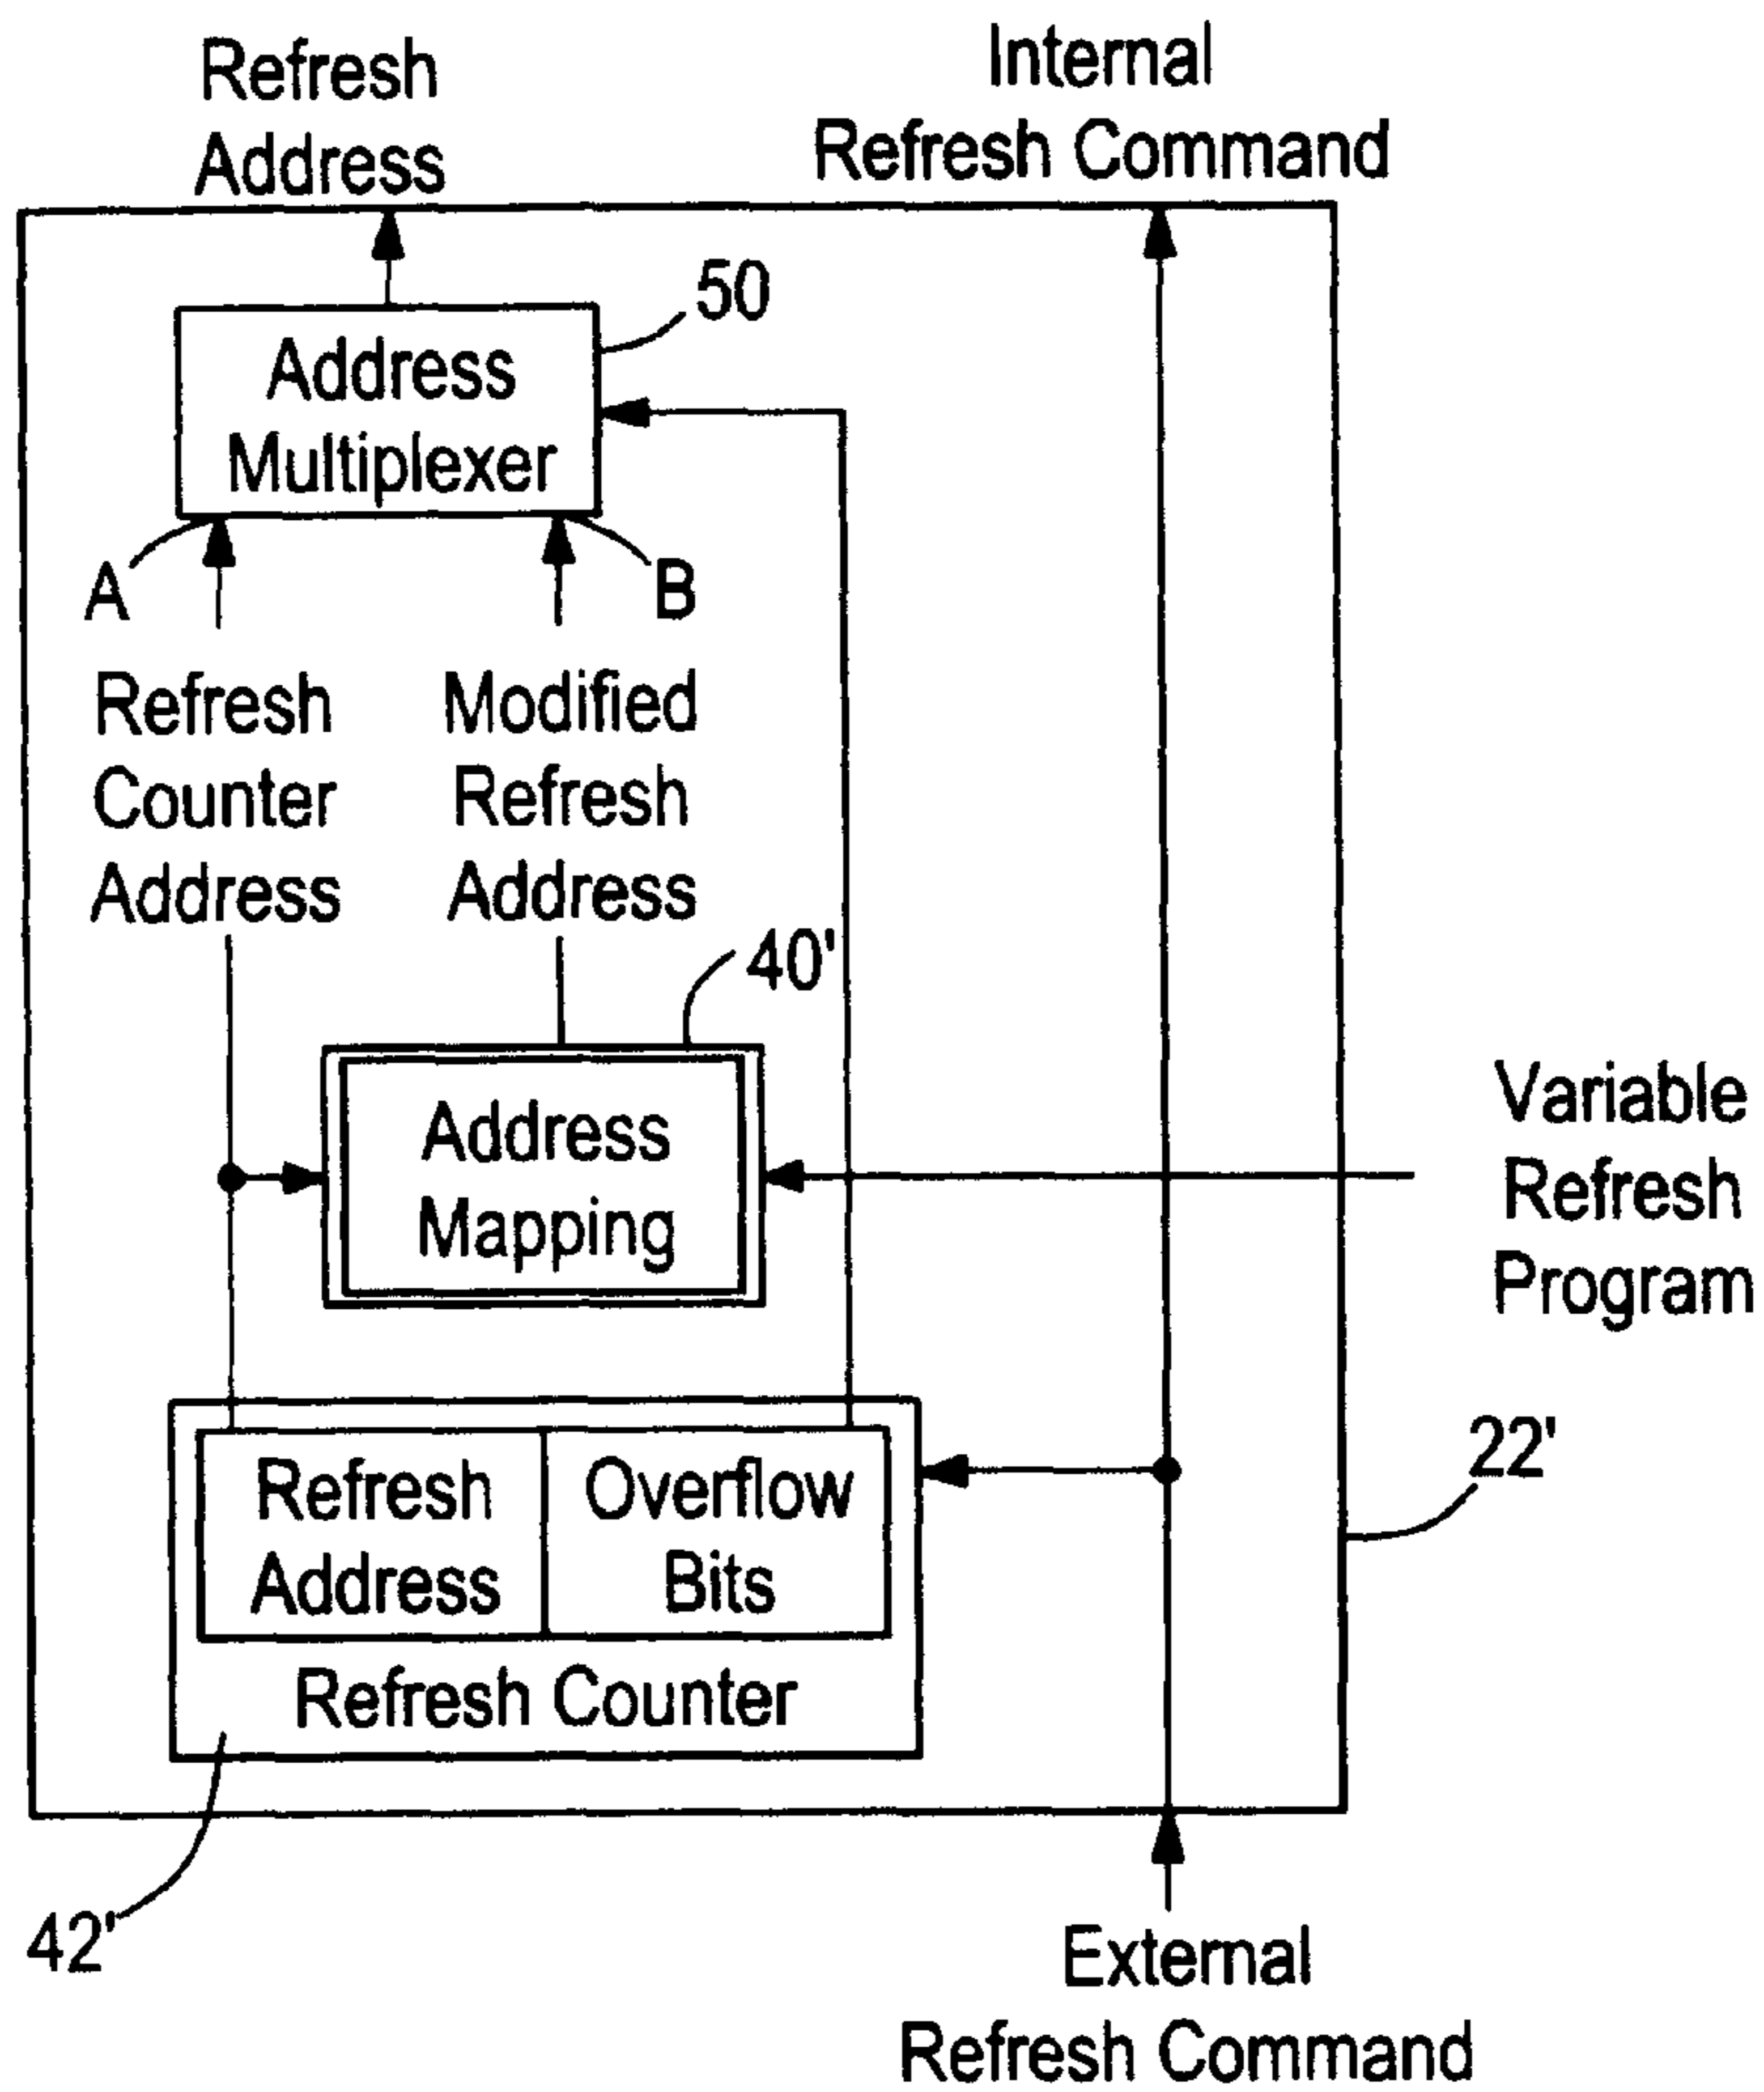 Refresh
Address
Internal
Refresh Command
50
Address
Multiplexer
A
B
Refresh
Counter
Address
Modified
Refresh
Address
40'
Address
Mapping
Variable
Refresh
Program
22'
Refresh
Address
Overflow
Bits
Refresh Counter
42'
External
Refresh Command